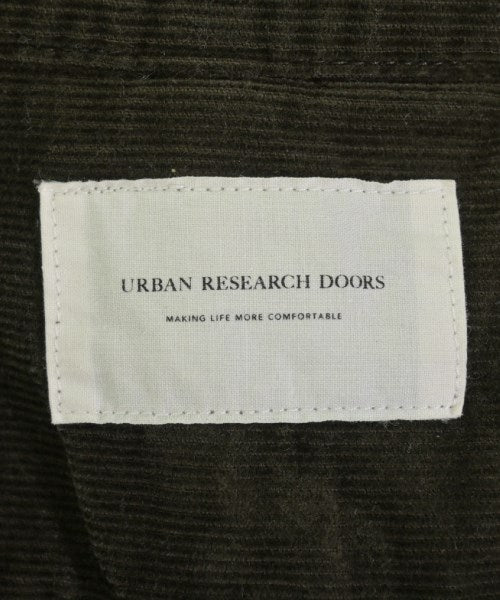 URBAN RESEARCH DOORS
MAKING LIFE MORE COMFORTABLE